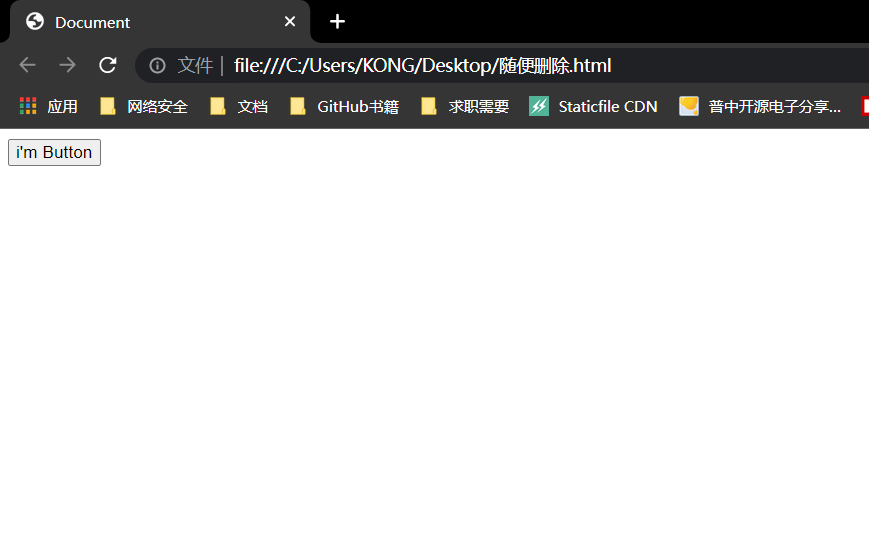 Document
文件 | file:///C:/Users/KONG/Desktop/随便删除.html
应用 网络安全 文档 GitHub书籍 求职需要 Staticfile CDN 普中开源电子分享...
i'm Button